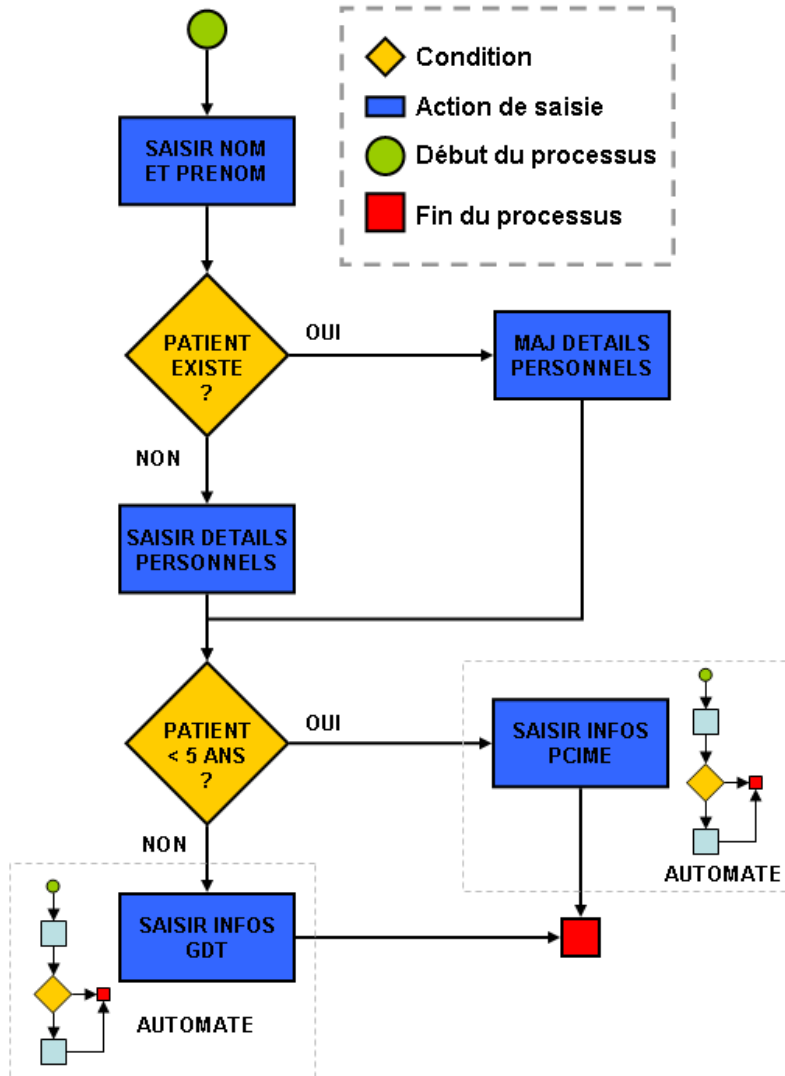 Condition
Action de saisie
Début du processus
Fin du processus
SAISIR NOM
ET PRENOM
PATIENT
EXISTE
?
OUI
MAJ DETAILS
PERSONNELS
NON
SAISIR DETAILS
PERSONNELS
PATIENT
< 5 ANS
?
OUI
SAISIR INFOS
PCIME
AUTOMATE
NON
SAISIR INFOS
GDT
AUTOMATE